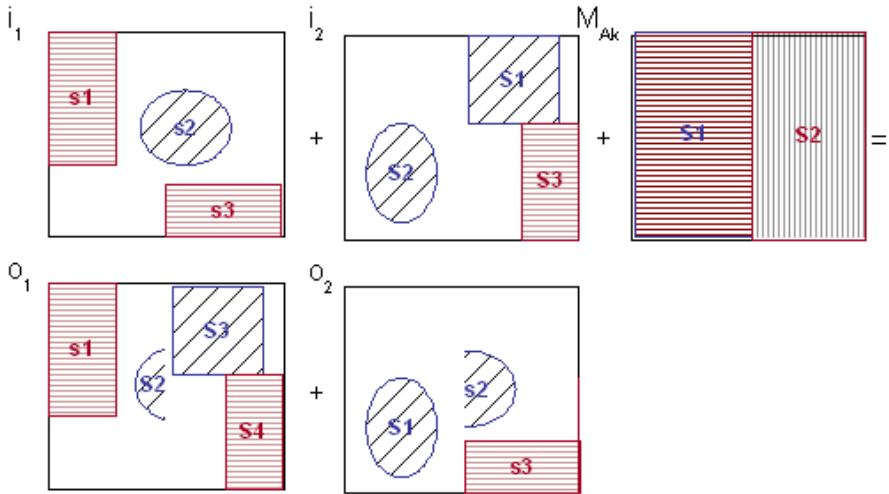 i1 i2 MAk
s1 s2 s3 + S1 S2 S3 + S1 S2 =
O1 O2
s1 S2 S3 S4 + S1 s2 s3